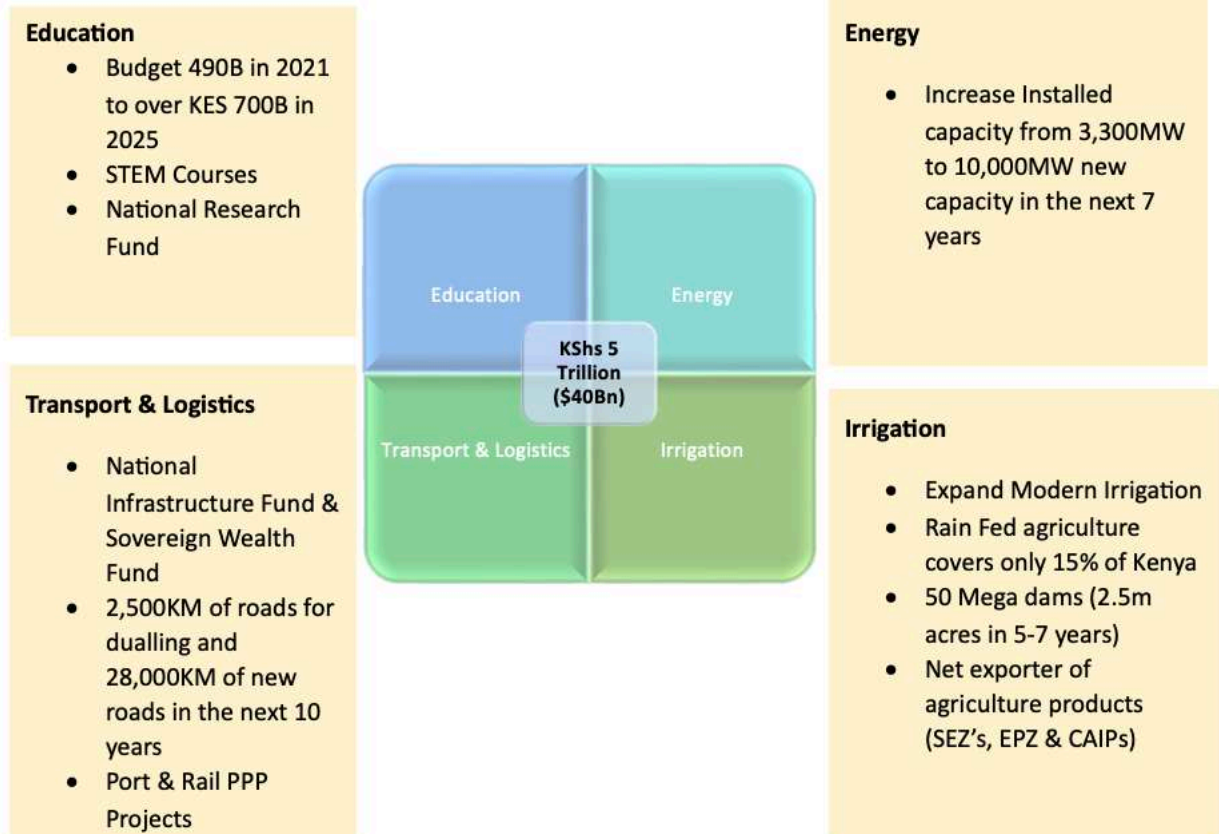 Education
• Budget 490B in 2021
to over KES 700B in
2025
• STEM Courses
• National Research
Fund
Energy
• Increase Installed
capacity from 3,300MW
to 10,000MW new
capacity in the next 7
years
Education
Energy
KShs 5
Trillion
($40Bn)
Transport & Logistics
Irrigation
Transport & Logistics
• National
Infrastructure Fund &
Sovereign Wealth
Fund
• 2,500KM of roads for
dualling and
28,000KM of new
roads in the next 10
years
• Port & Rail PPP
Projects
Irrigation
• Expand Modern Irrigation
• Rain Fed agriculture
covers only 15% of Kenya
• 50 Mega dams (2.5m
acres in 5-7 years)
• Net exporter of
agriculture products
(SEZ's, EPZ & CAIPs)